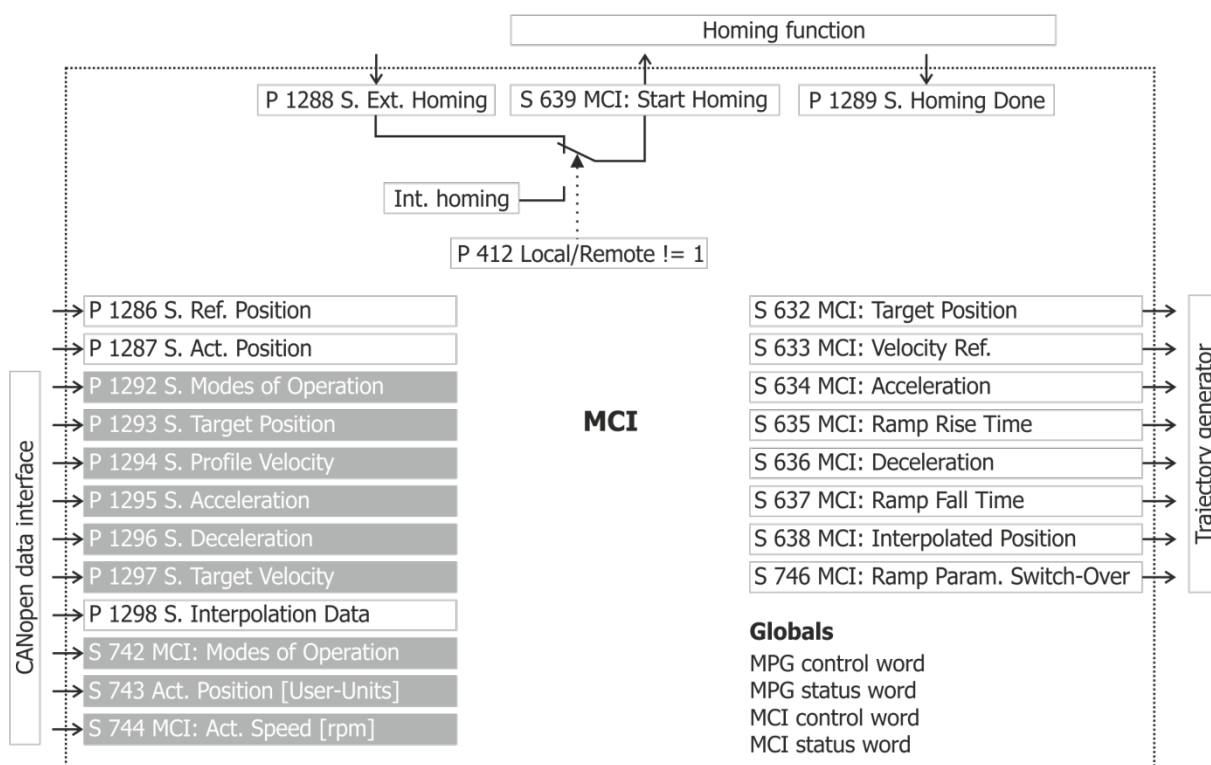 Homing function
P 1288 S. Ext. Homing
S 639 MCI: Start Homing
P 1289 S. Homing Done
Int. homing
P 412 Local/Remote != 1
CANopen data interface
P 1286 S. Ref. Position
P 1287 S. Act. Position
P 1292 S. Modes of Operation
P 1293 S. Target Position
P 1294 S. Profile Velocity
P 1295 S. Acceleration
P 1296 S. Deceleration
P 1297 S. Target Velocity
P 1298 S. Interpolation Data
S 742 MCI: Modes of Operation
S 743 Act. Position [User-Units]
S 744 MCI: Act. Speed [rpm]
MCI
S 632 MCI: Target Position
S 633 MCI: Velocity Ref.
S 634 MCI: Acceleration
S 635 MCI: Ramp Rise Time
S 636 MCI: Deceleration
S 637 MCI: Ramp Fall Time
S 638 MCI: Interpolated Position
S 746 MCI: Ramp Param. Switch-Over
Trajectory generator
Globals
MPG control word
MPG status word
MCI control word
MCI status word